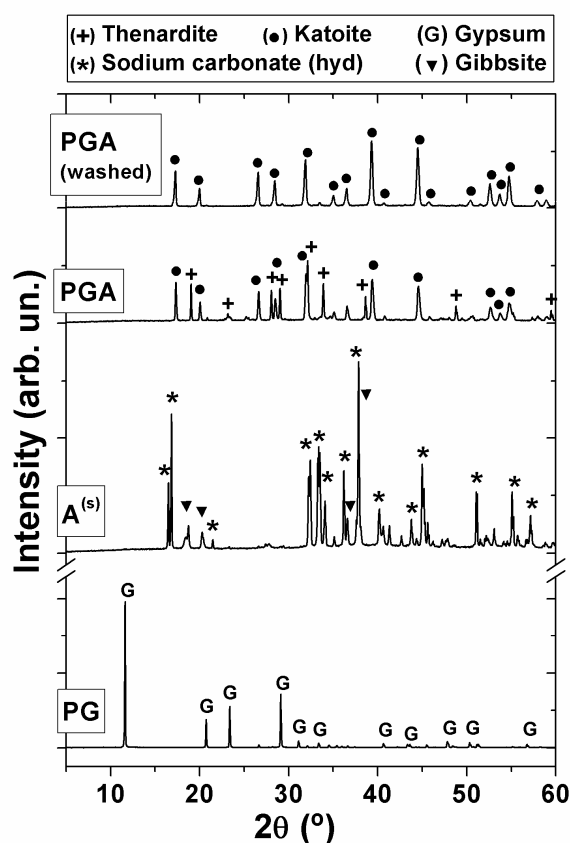 (+) Thenardite (●) Katoite (G) Gypsum
(*) Sodium carbonate (hyd) (▼) Gibbsite
PGA
(washed)
PGA
A(s)
PG
G
G G G G G G G G G G
Intensity (arb. un.)
10 20 30 40 50 60
2θ (º)